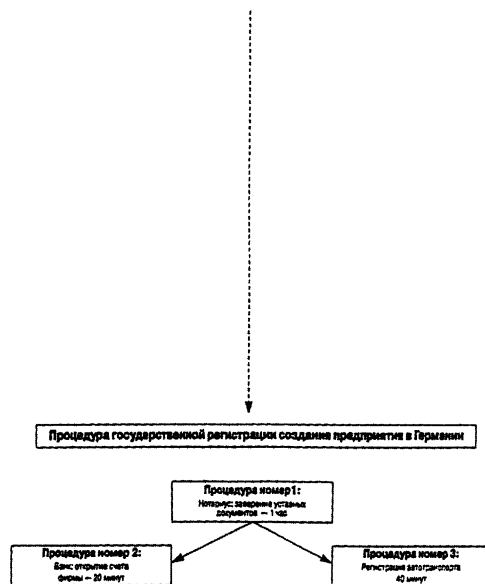 Процедура государственной регистрации создания предприятия в Германии
Процедура номер1:
Нотариус: заверение уставных
документов — 1 час
Процедура номер 2:
Банк: открытие счета
фирмы — 20 минут
Процедура номер 3:
Регистрация автотранспорта
40 минут